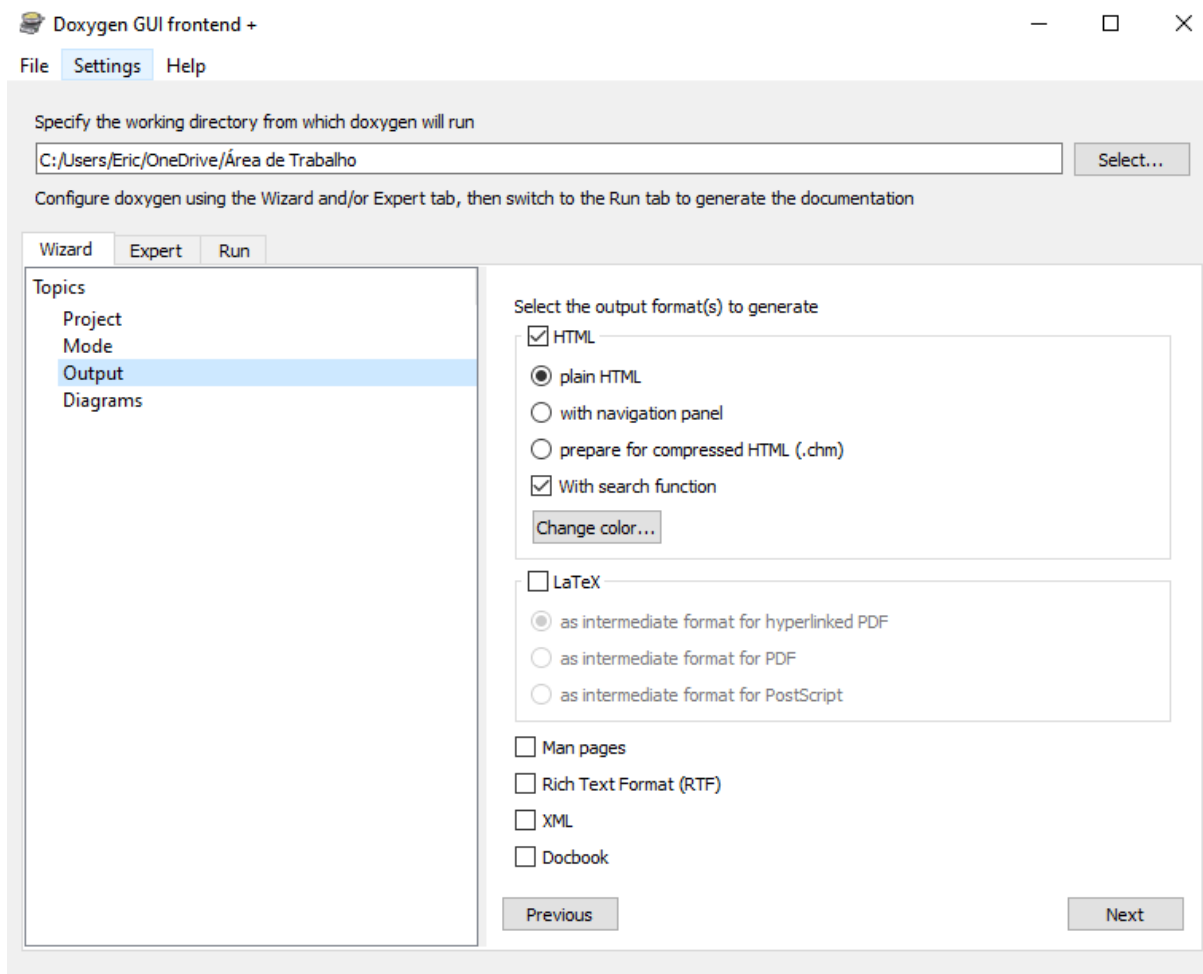 Doxygen GUI frontend +
File Settings Help
Specify the working directory from which doxygen will run
C:/Users/Eric/OneDrive/Área de Trabalho
Select...
Configure doxygen using the Wizard and/or Expert tab, then switch to the Run tab to generate the documentation
Wizard Expert Run
Topics
Project
Mode
Output
Diagrams
Select the output format(s) to generate
HTML
plain HTML
with navigation panel
prepare for compressed HTML (.chm)
With search function
Change color...
LaTeX
as intermediate format for hyperlinked PDF
as intermediate format for PDF
as intermediate format for PostScript
Man pages
Rich Text Format (RTF)
XML
Docbook
Previous Next